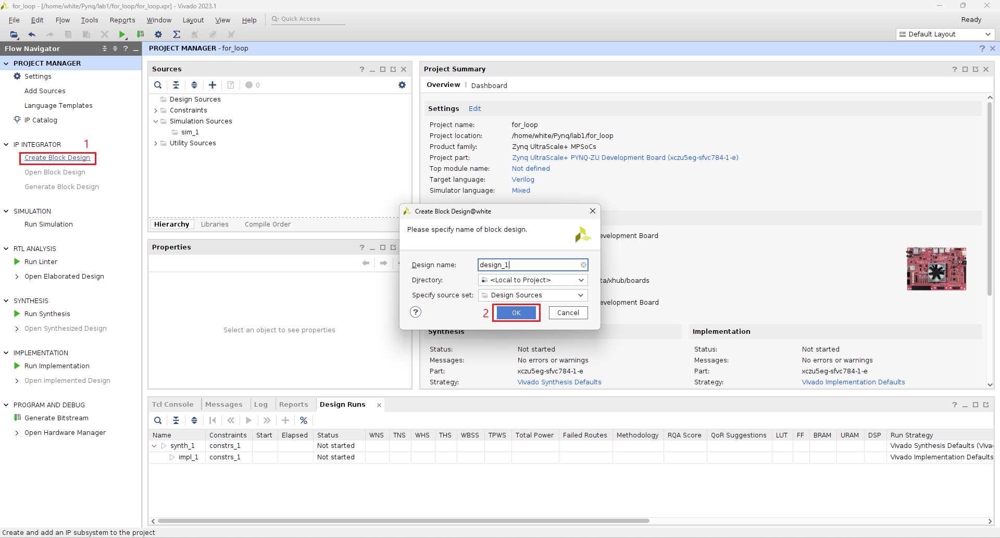 for_loop - [/home/white/Pynq/lab1/for_loop/for_loop.xpr] - Vivado 2023.1
File Edit Flow Tools Reports Window Layout View Help Quick Access Ready
Default Layout
Flow Navigator
PROJECT MANAGER
Settings
Add Sources
Language Templates
IP Catalog
IP INTEGRATOR
1
Create Block Design
Open Block Design
Generate Block Design
SIMULATION
Run Simulation
RTL ANALYSIS
Run Linter
Open Elaborated Design
SYNTHESIS
Run Synthesis
Open Synthesized Design
IMPLEMENTATION
Run Implementation
Open Implemented Design
PROGRAM AND DEBUG
Generate Bitstream
Open Hardware Manager
PROJECT MANAGER - for_loop
Sources
0
Design Sources
Constraints
Simulation Sources
sim_1
Utility Sources
Hierarchy Libraries Compile Order
Properties
Select an object to see properties
Project Summary
Overview | Dashboard
Settings Edit
Project name: for_loop
Project location: /home/white/Pynq/lab1/for_loop
Product family: Zynq UltraScale+ MPSoCs
Project part: Zynq UltraScale+ PYNQ-ZU Development Board (xczu5eg-sfvc784-1-e)
Top module name: Not defined
Target language: Verilog
Simulator language: Mixed
evelopment Board
ta/xhub/boards
evelopment Board
Create Block Design@white
Please specify name of block design.
Design name: design_1
Directory: <Local to Project>
Specify source set: Design Sources
? 2 OK Cancel
Synthesis
Status: Not started
Messages: No errors or warnings
Part: xczu5eg-sfvc784-1-e
Strategy: Vivado Synthesis Defaults
Implementation
Status: Not started
Messages: No errors or warnings
Part: xczu5eg-sfvc784-1-e
Strategy: Vivado Implementation Defaults
Tcl Console Messages Log Reports Design Runs
Name Constraints Start Elapsed Status WNS TNS WHS THS WBSS TPWS Total Power Failed Routes Methodology RQA Score QoR Suggestions LUT FF BRAM URAM DSP Run Strategy
synth_1 constrs_1 Not started Vivado Synthesis Defaults (Viva
impl_1 constrs_1 Not started Vivado Implementation Defaults
Create and add an IP subsystem to the project